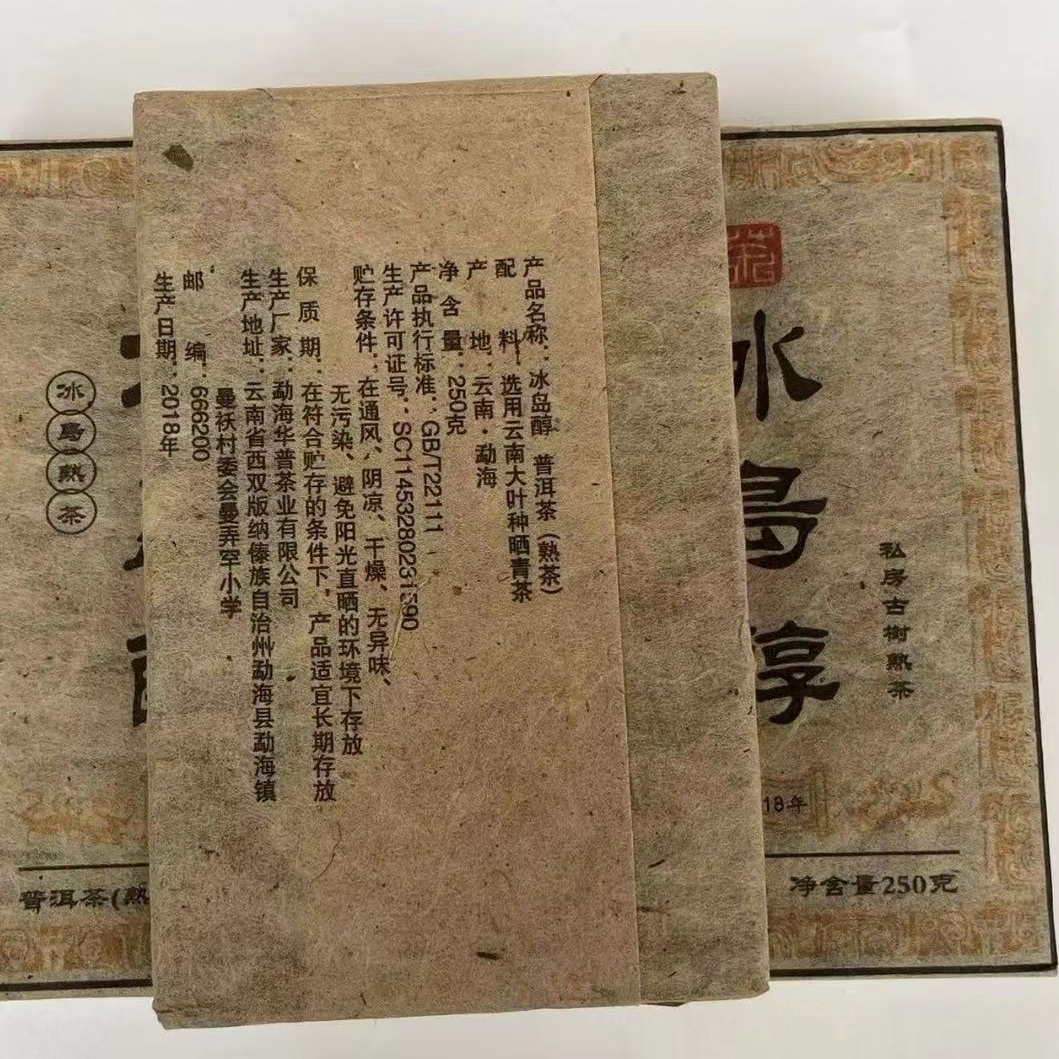 产品名称：冰岛醇 普洱茶（熟茶）
配 料：选用云南大叶种晒青茶
产 地：云南·勐海
净 含 量：250克
产品执行标准：GB/T22111
生产许可证号：SC11453280231590
贮存条件：在通风、阴凉、干燥、无异味、
无污染、避免阳光直晒的环境下存放
保 质 期：在符合贮存的条件下，产品适宜长期存放
生产厂家：勐海华普茶业有限公司
生产地址：云南省西双版纳傣族自治州勐海县勐海镇
曼袄村委会曼弄罕小学
邮 编：666200
生产日期：2018年
冰岛醇
私房古樹熟茶
18年
净含量250克
冰岛熟茶
普洱茶(熟